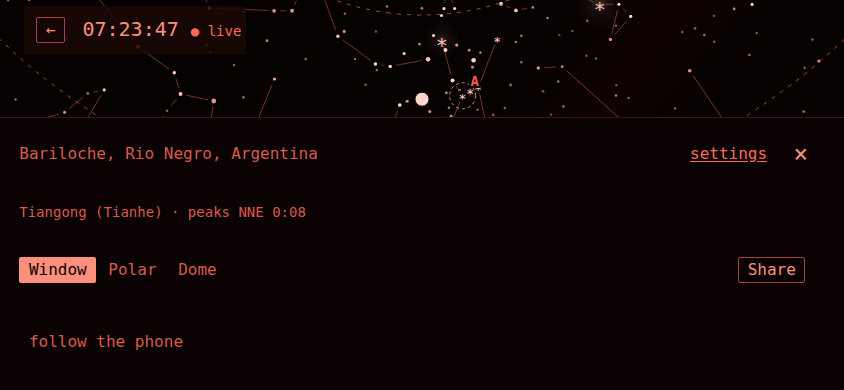 ← 07:23:47 ● live
A
Bariloche, Rio Negro, Argentina settings ×
Tiangong (Tianhe) · peaks NNE 0:08
Window Polar Dome Share
follow the phone